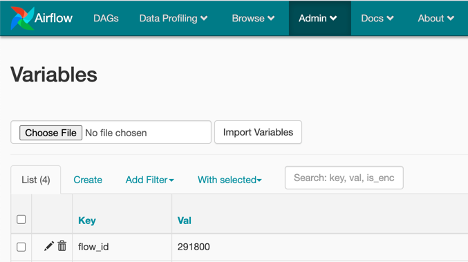 Airflow DAGs Data Profiling Browse Admin Docs About
Variables
Choose File No file chosen Import Variables
List (4) Create Add Filter With selected Search: key, val, is_enc
Key Val
flow_id 291800